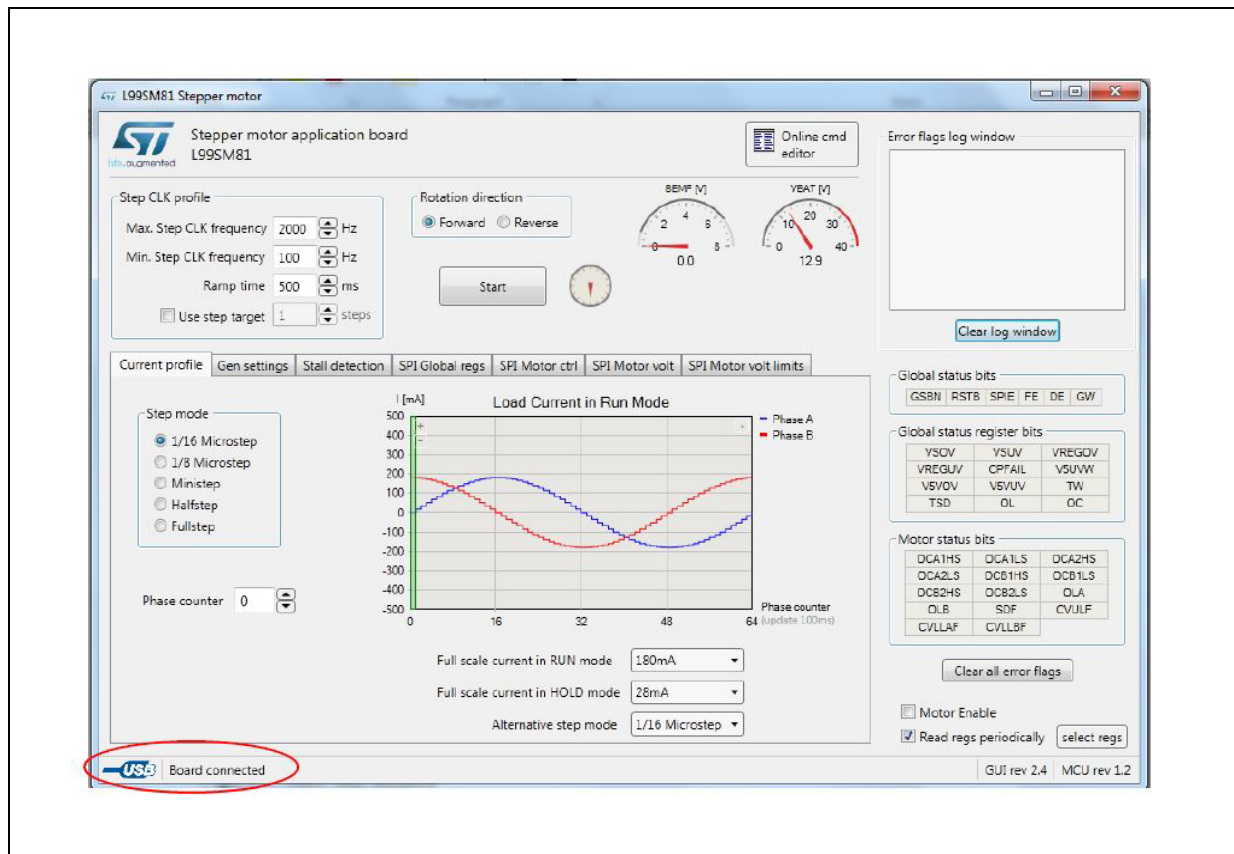 L99SM81 Stepper motor
ST
life.augmented
Stepper motor application board
L99SM81
Online cmd
editor
Step CLK profile
Max. Step CLK frequency 2000 Hz
Min. Step CLK frequency 100 Hz
Ramp time 500 ms
Use step target 1 steps
Rotation direction
Forward Reverse
Start
BEMF [V]
0 2 4 6 8
0.0
VBAT [V]
0 10 20 30 40
12.9
Error flags log window
Clear log window
Current profile Gen settings Stall detection SPI Global regs SPI Motor ctrl SPI Motor volt SPI Motor volt limits
Step mode
1/16 Microstep
1/8 Microstep
Ministep
Halfstep
Fullstep
Phase counter 0
I [mA] Load Current in Run Mode
500
400
300
200
100
0
-100
-200
-300
-400
-500
0 16 32 48 64
Phase A
Phase B
Phase counter
(update 100ms)
Full scale current in RUN mode 180mA
Full scale current in HOLD mode 28mA
Alternative step mode 1/16 Microstep
Global status bits
GSBN RSTB SPIE FE DE GW
Global status register bits
VSOV VSUV VREGOV
VREGUV CPFAIL V5UVW
V5VOV V5VUV TW
TSD OL OC
Motor status bits
OCA1HS OCA1LS OCA2HS
OCA2LS OCB1HS OCB1LS
OCB2HS OCB2LS OLA
OLB SDF CVULF
CVLLAF CVLLBF
Clear all error flags
Motor Enable
Read regs periodically select regs
USB Board connected
GUI rev 2.4 MCU rev 1.2